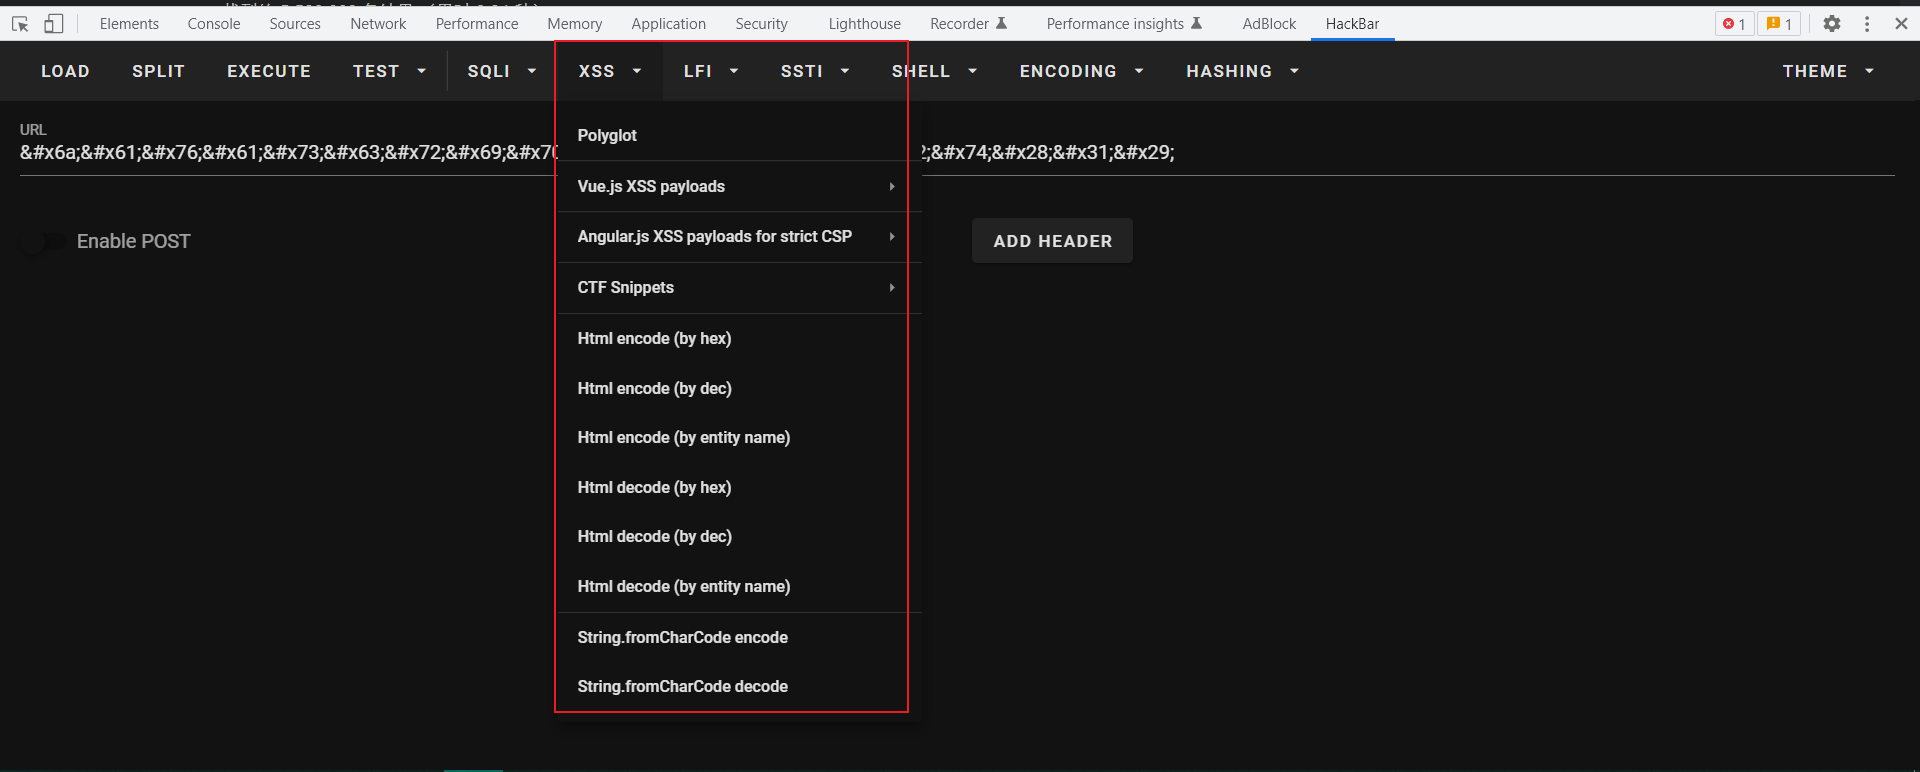 Elements Console Sources Network Performance Memory Application Security Lighthouse Recorder Performance insights AdBlock HackBar 1 1
LOAD SPLIT EXECUTE TEST SQLI XSS LFI SSTI SHELL ENCODING HASHING THEME
URL
&#x6a;&#x61;&#x76;&#x61;&#x73;&#x63;&#x72;&#x69;&#x70 ;&#x74;&#x28;&#x31;&#x29;
Polyglot
Vue.js XSS payloads
Enable POST
Angular.js XSS payloads for strict CSP
ADD HEADER
CTF Snippets
Html encode (by hex)
Html encode (by dec)
Html encode (by entity name)
Html decode (by hex)
Html decode (by dec)
Html decode (by entity name)
String.fromCharCode encode
String.fromCharCode decode